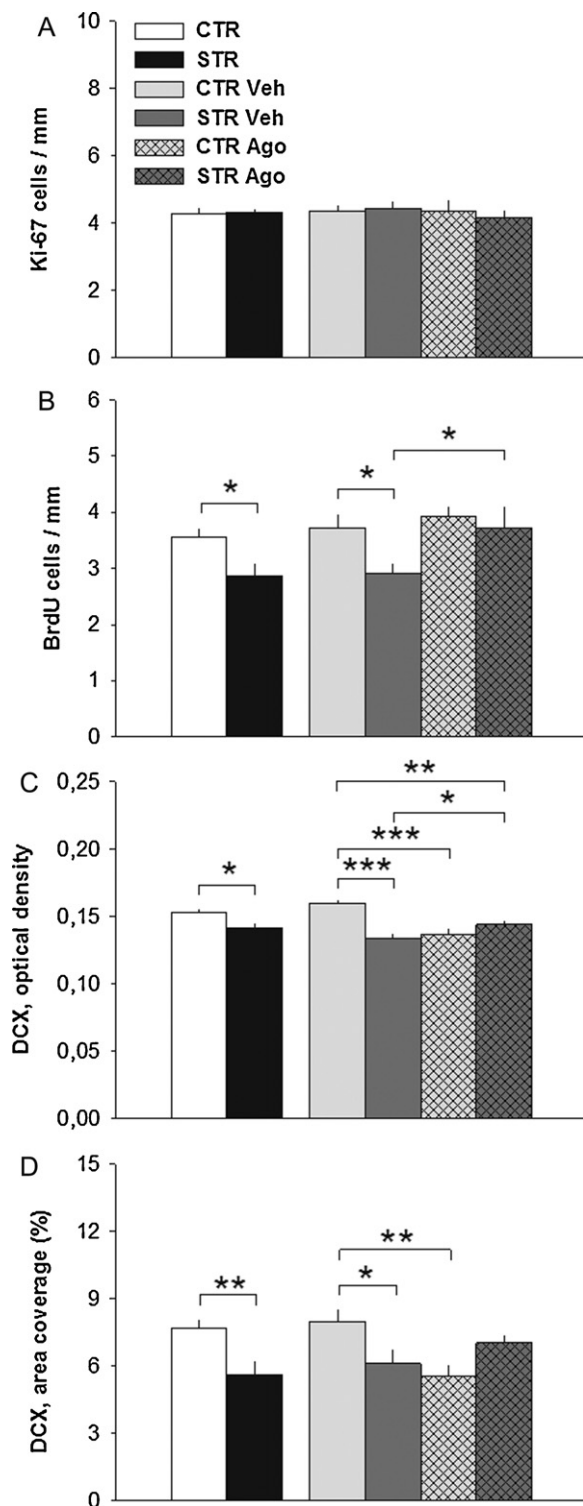 A
Ki-67 cells / mm
10
8
6
4
2
0
CTR
STR
CTR Veh
STR Veh
CTR Ago
STR Ago
B
BrdU cells / mm
6
5
4
3
2
1
0
*
*
*
C
DCX, optical density
0,25
0,20
0,15
0,10
0,05
0,00
*
**
*
***
***
D
DCX, area coverage (%)
15
12
9
6
3
0
**
**
*